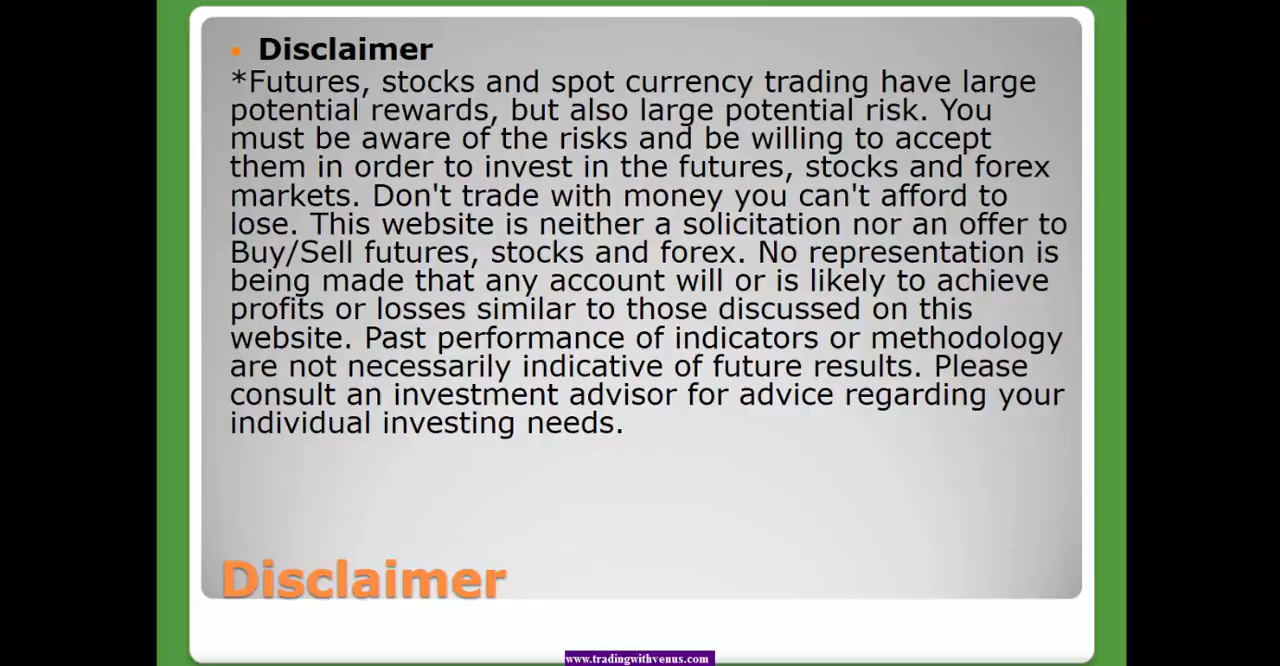 Disclaimer
*Futures, stocks and spot currency trading have large
potential rewards, but also large potential risk. You
must be aware of the risks and be willing to accept
them in order to invest in the futures, stocks and forex
markets. Don't trade with money you can't afford to
lose. This website is neither a solicitation nor an offer to
Buy/Sell futures, stocks and forex. No representation is
being made that any account will or is likely to achieve
profits or losses similar to those discussed on this
website. Past performance of indicators or methodology
are not necessarily indicative of future results. Please
consult an investment advisor for advice regarding your
individual investing needs.
Disclaimer
www.tradingwithvenus.com